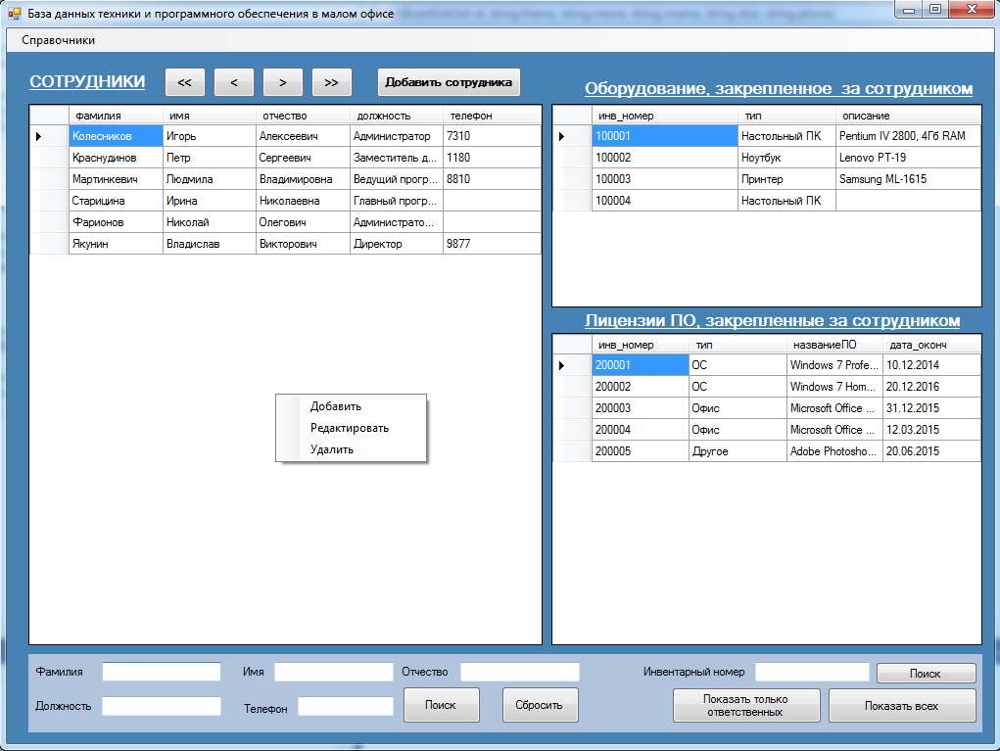 База данных техники и программного обеспечения в малом офисе
Справочники
СОТРУДНИКИ << < > >> Добавить сотрудника
фамилия имя отчество должность телефон
Колесников Игорь Алексеевич Администратор 7310
Краснудинов Петр Сергеевич Заместитель д... 1180
Мартинкевич Людмила Владимировна Ведущий прогр... 8810
Старицина Ирина Николаевна Главный прогр...
Фарионов Николай Олегович Администрато...
Якунин Владислав Викторович Директор 9877
Добавить
Редактировать
Удалить
Оборудование, закрепленное за сотрудником
инв_номер тип описание
100001 Настольный ПК Pentium IV 2800, 4Гб RAM
100002 Ноутбук Lenovo PT-19
100003 Принтер Samsung ML-1615
100004 Настольный ПК
Лицензии ПО, закрепленные за сотрудником
инв_номер тип названиеПО дата_оконч
200001 ОС Windows 7 Profe... 10.12.2014
200002 ОС Windows 7 Hom... 20.12.2016
200003 Офис Microsoft Office ... 31.12.2015
200004 Офис Microsoft Office ... 12.03.2015
200005 Другое Adobe Photosho... 20.06.2015
Фамилия Имя Отчество Инвентарный номер Поиск
Должность Телефон Поиск Сбросить
Показать только
ответственных
Показать всех